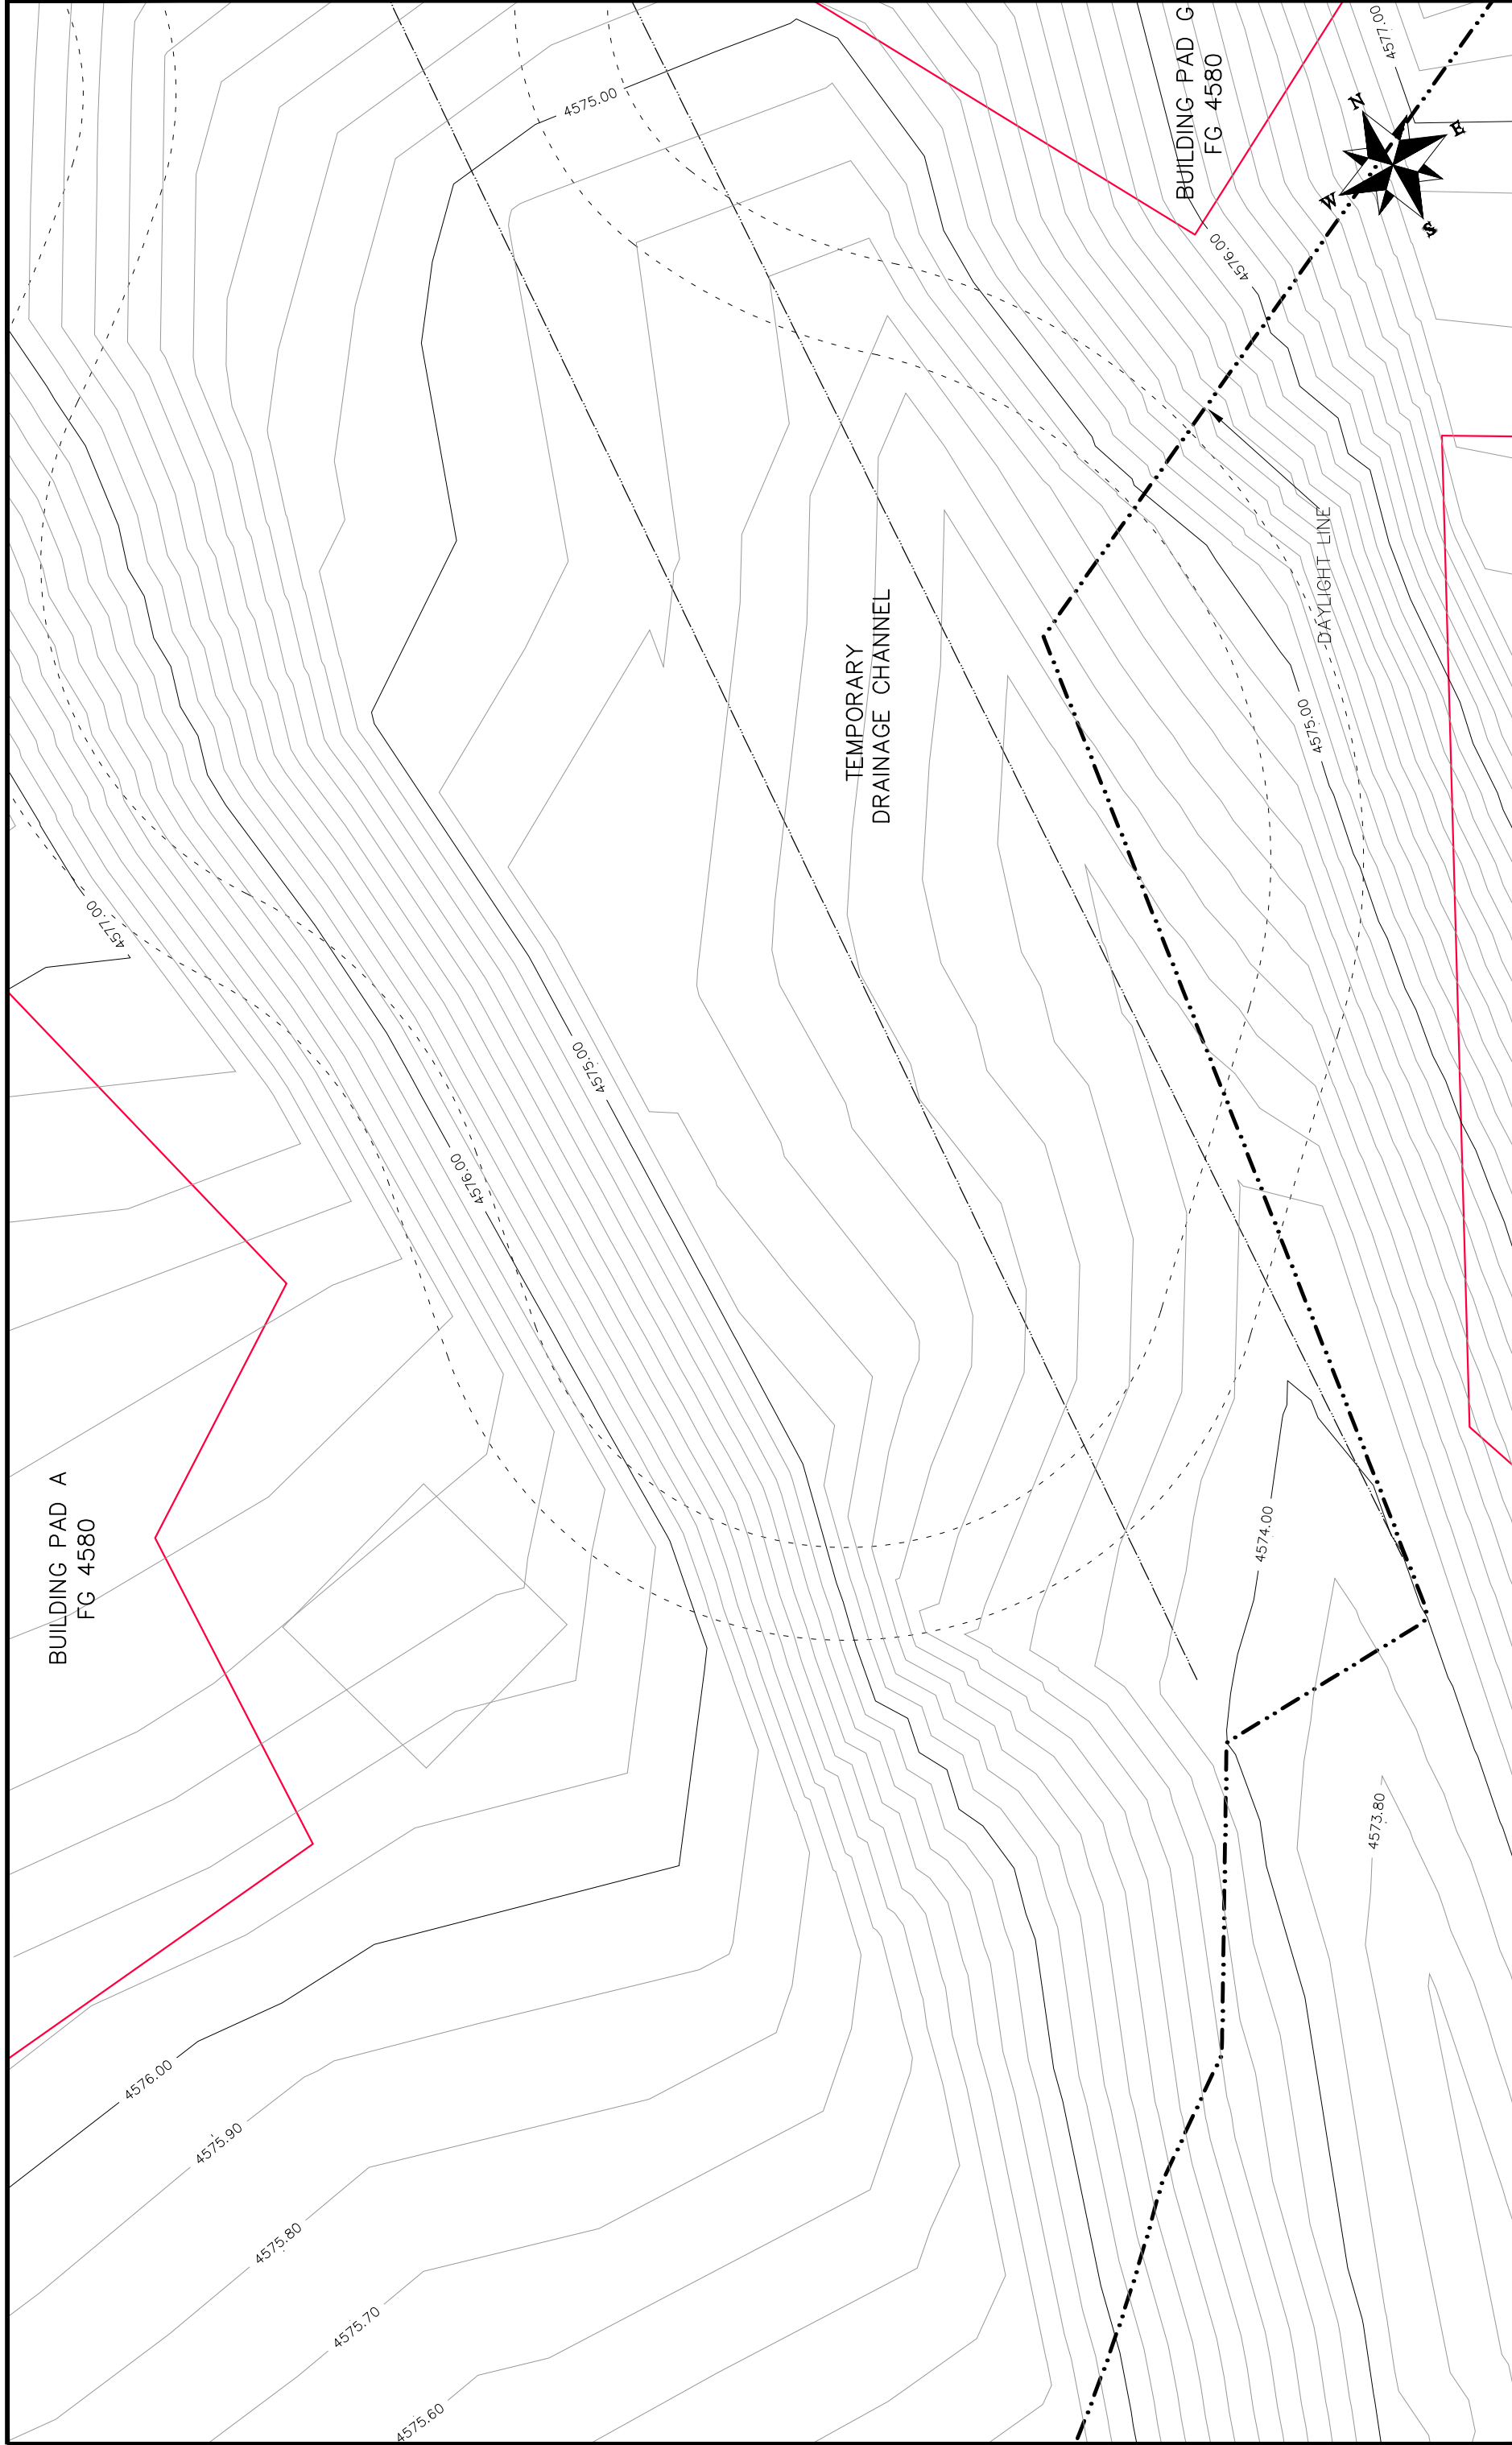 4575.00
BUILDING PAD G
FG 4580
4577.00
N
E
W
S
4576.00
DAYLIGHT LINE
TEMPORARY
DRAINAGE CHANNEL
4575.00
4577.00
4575.00
4576.00
BUILDING PAD A
FG 4580
4574.00
4573.80
4576.00
4575.90
4575.80
4575.70
4575.60